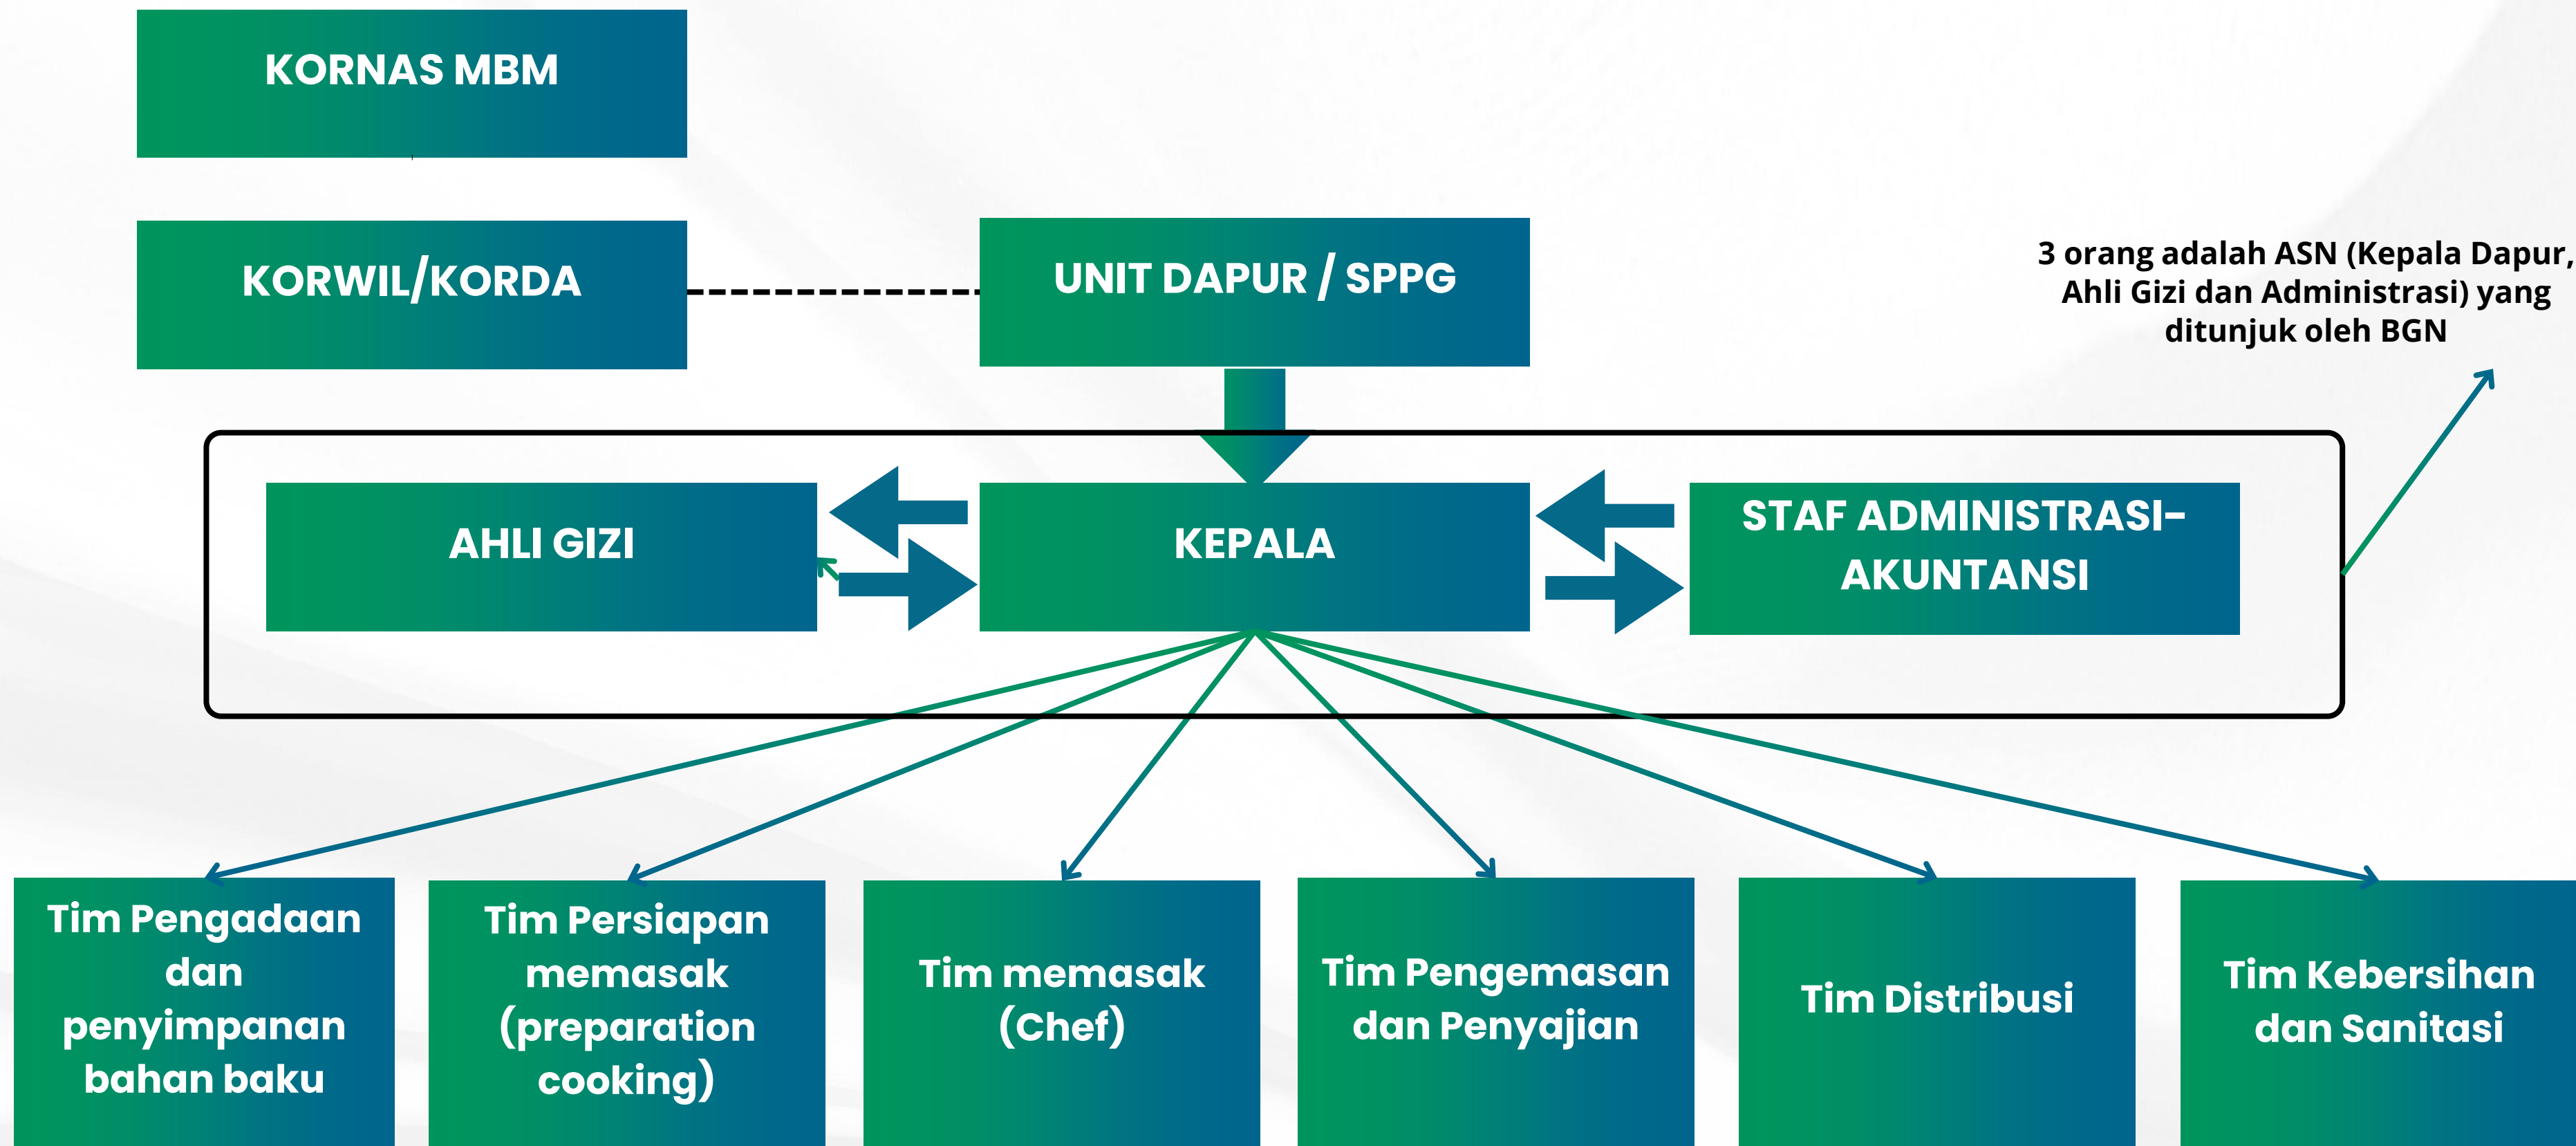 KORNAS MBM
KORWIL/KORDA
UNIT DAPUR / SPPG
3 orang adalah ASN (Kepala Dapur,
Ahli Gizi dan Administrasi) yang
ditunjuk oleh BGN
AHLI GIZI
KEPALA
STAF ADMINISTRASI-
AKUNTANSI
Tim Pengadaan
dan
penyimpanan
bahan baku
Tim Persiapan
memasak
(preparation
cooking)
Tim memasak
(Chef)
Tim Pengemasan
dan Penyajian
Tim Distribusi
Tim Kebersihan
dan Sanitasi